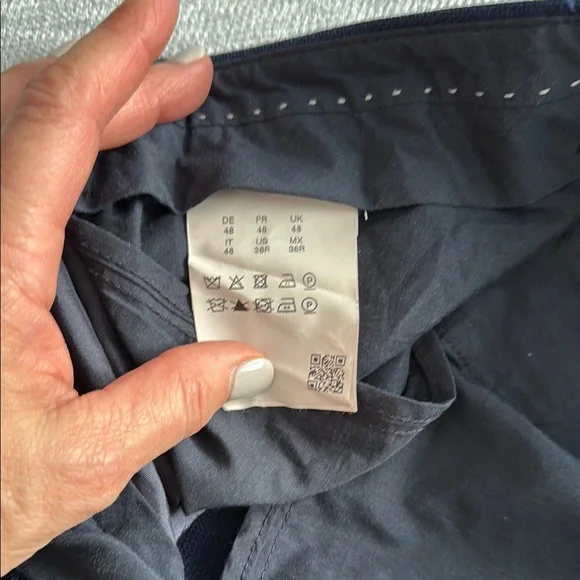 DE FR UK
48 48 48
IT US MX
48 38R 38R
P
P